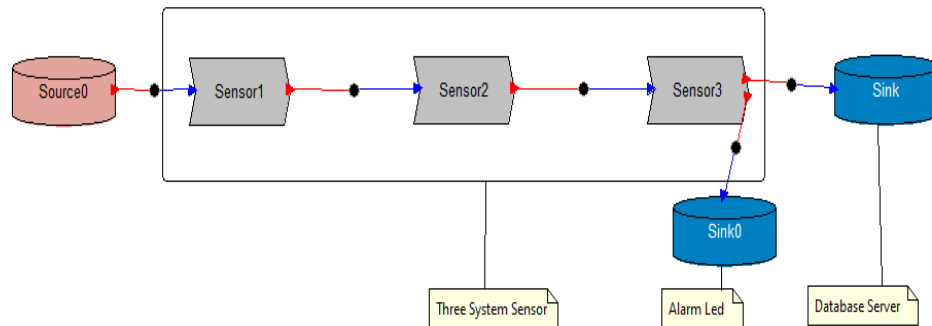 Source0
Sensor1
Sensor2
Sensor3
Sink
Sink0
Three System Sensor
Alarm Led
Database Server